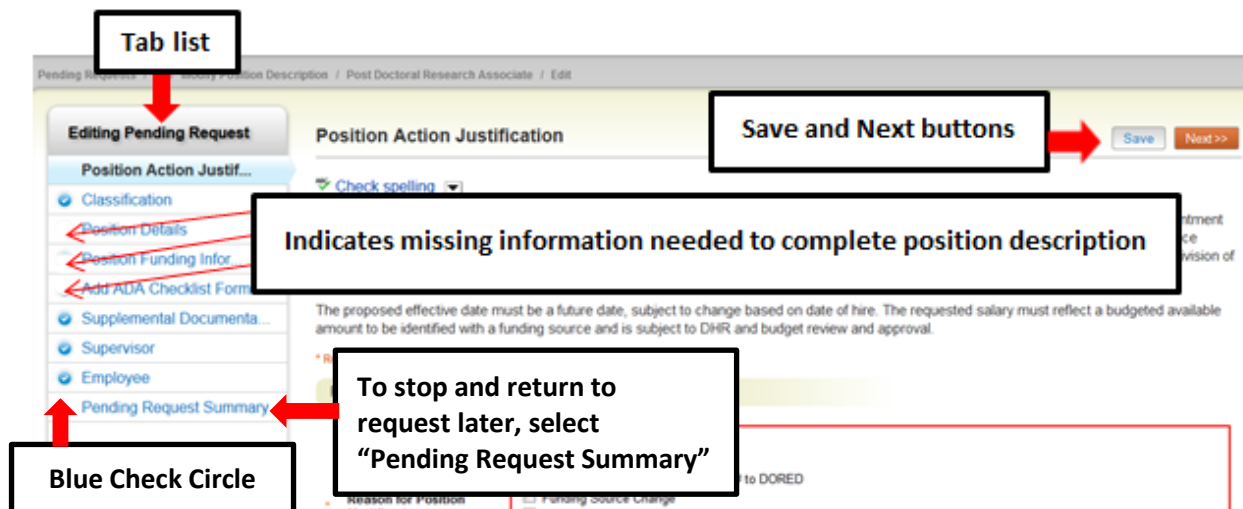 Tab list
Pending Requests / Modify Position Description / Post Doctoral Research Associate / Edit
Editing Pending Request
Position Action Justification
Save and Next buttons
Save
Next >>
Position Action Justif...
Check spelling
Classification
Position Details
Indicates missing information needed to complete position description
Position Funding Infor...
Add ADA Checklist Form
The proposed effective date must be a future date, subject to change based on date of hire. The requested salary must reflect a budgeted available
amount to be identified with a funding source and is subject to DHR and budget review and approval.
Supplemental Documenta...
Supervisor
Employee
Pending Request Summary
To stop and return to
request later, select
“Pending Request Summary”
Blue Check Circle
to DORED
Reason for Position
Funding Source Change